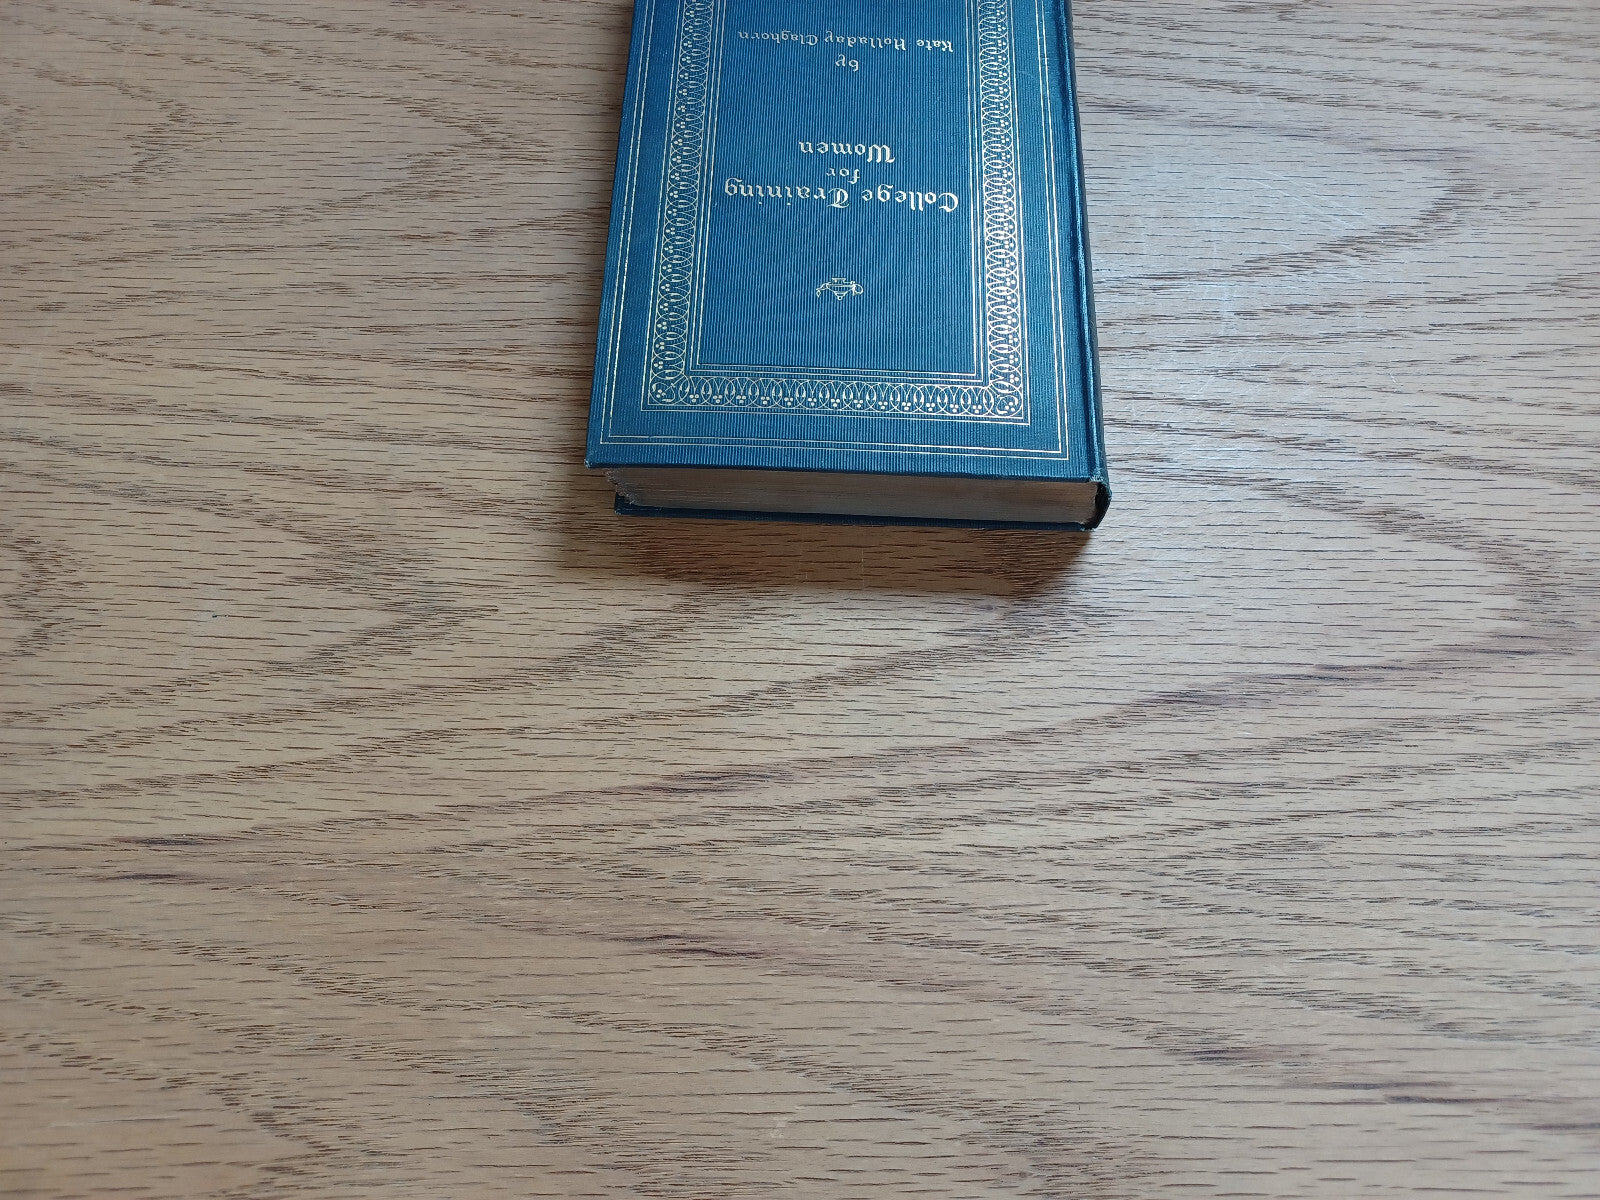 College Training
for
Women
by
Kate Holladay Claghorn